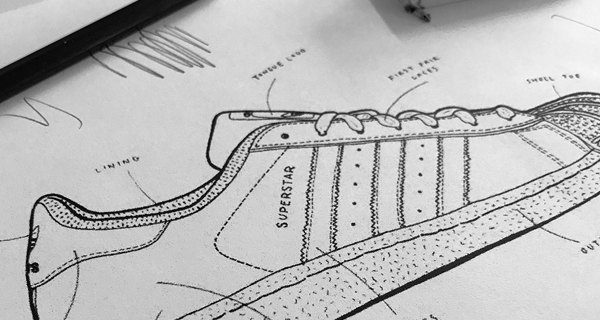 TONGUE LOGO
FIRST PAIR
LACES
SHELL TOE
LINING
SUPERSTAR